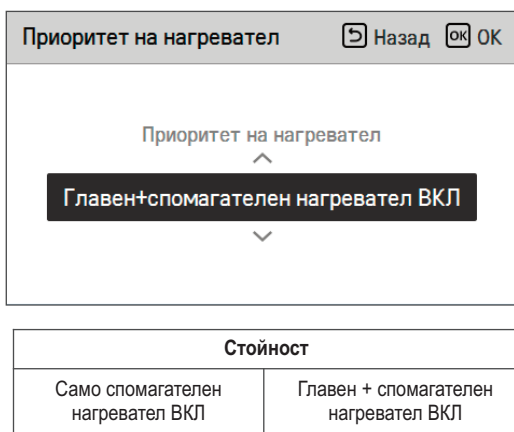 Приоритет на нагревател Назад ок OK
Приоритет на нагревател
Главен+спомагателен нагревател ВКЛ
Стойност
Само спомагателен нагревател ВКЛ
Главен + спомагателен нагревател ВКЛ